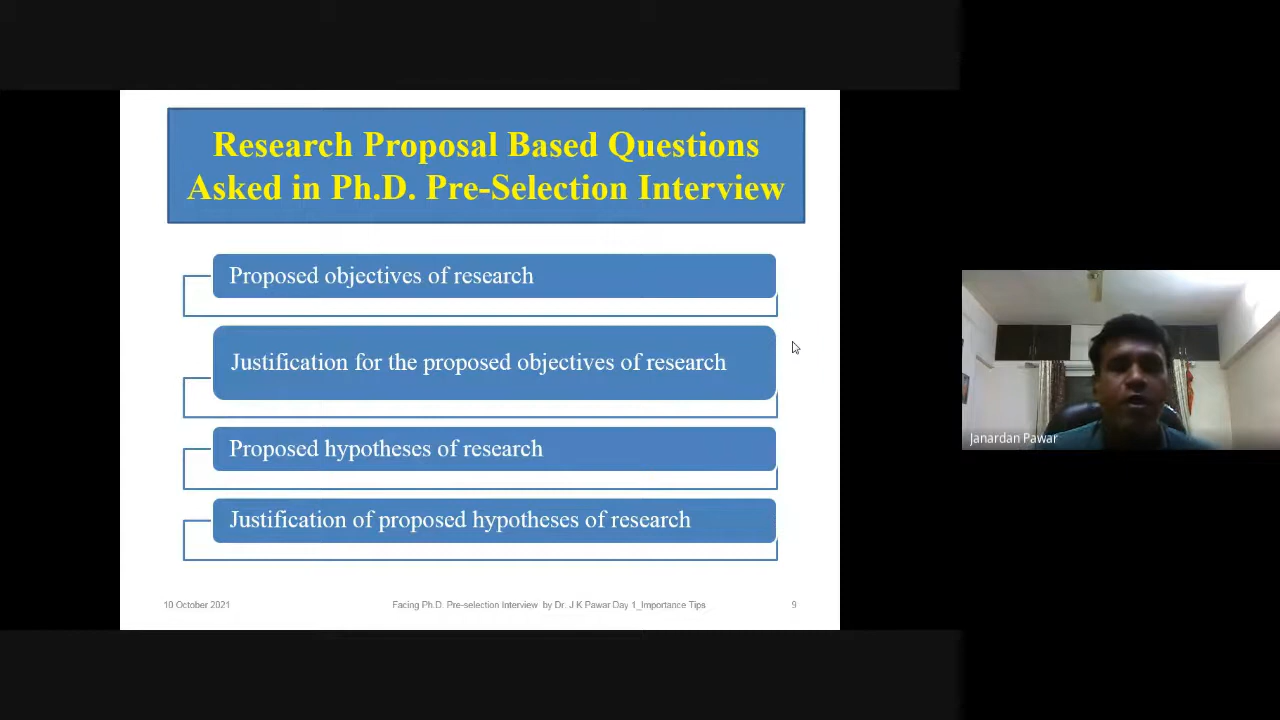 Research Proposal Based Questions
Asked in Ph.D. Pre-Selection Interview
Proposed objectives of research
Justification for the proposed objectives of research
Proposed hypotheses of research
Justification of proposed hypotheses of research
10 October 2021
Facing Ph.D. Pre-selection Interview by Dr. J K Pawar Day 1_Importance Tips
9
Janardan Pawar